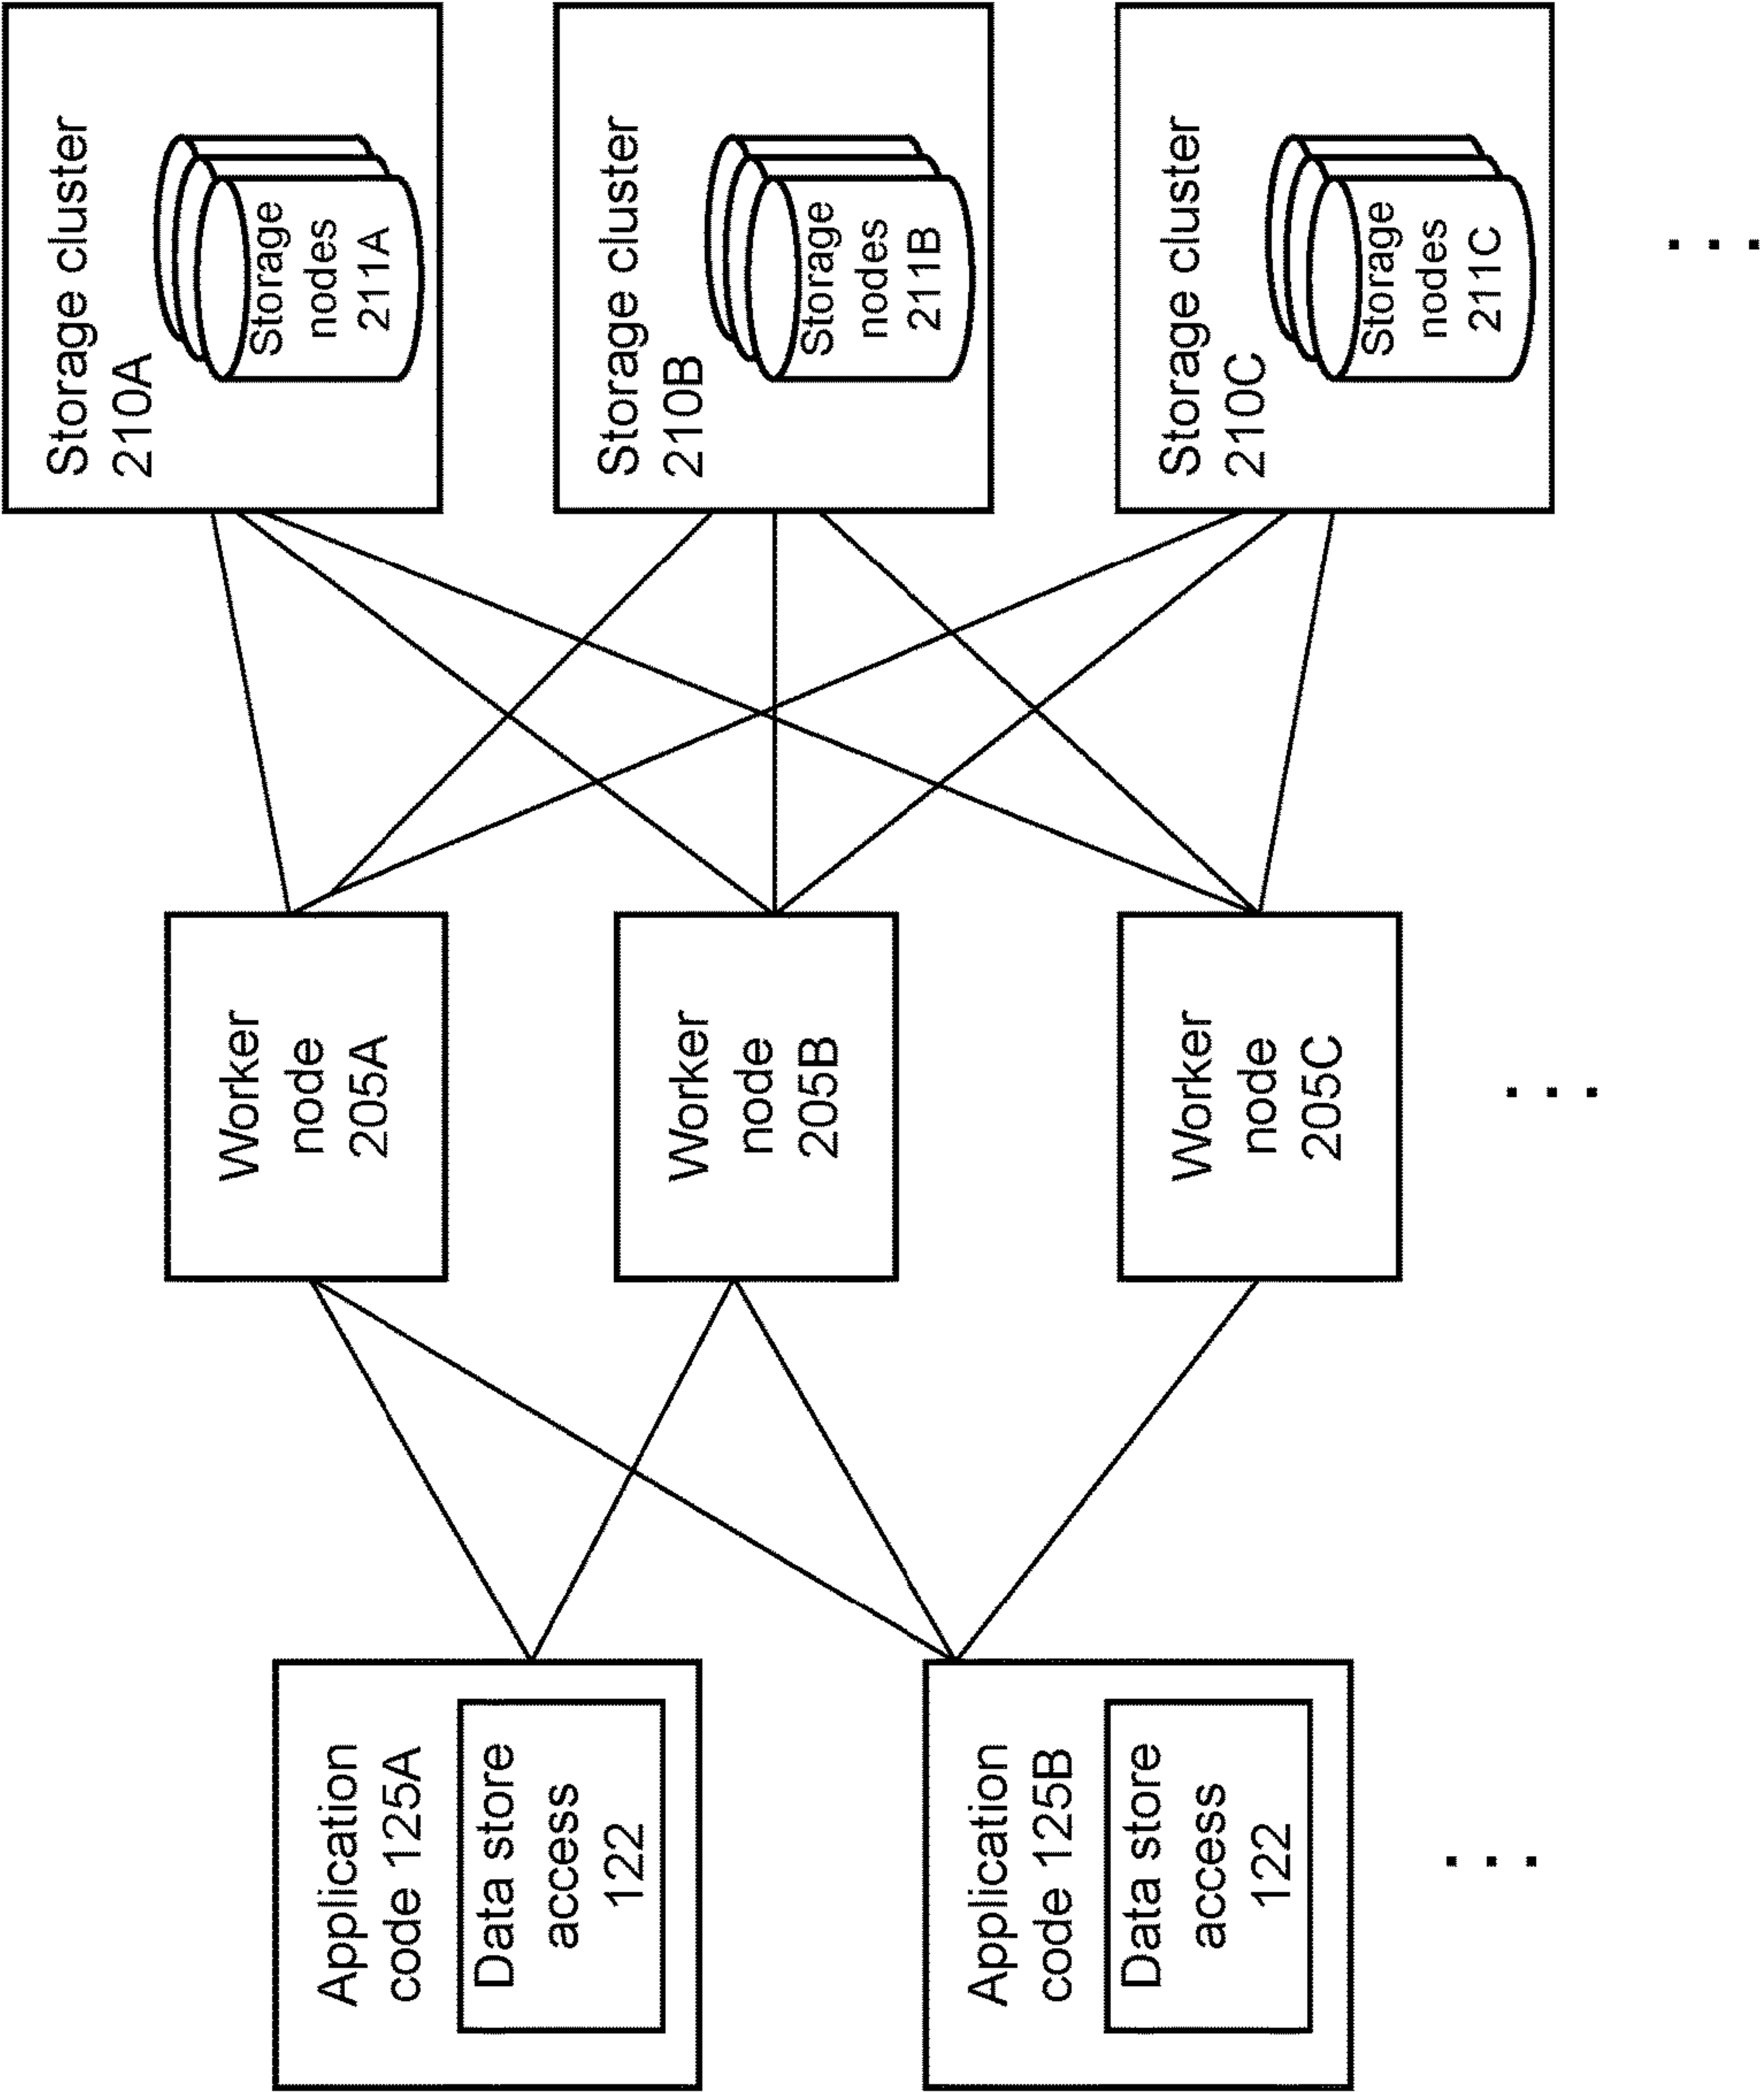 Application
code 125A
Data store
access
122
Application
code 125B
Data store
access
122
. . .
Worker
node
205A
Worker
node
205B
Worker
node
205C
. . .
Storage cluster
210A
Storage
nodes
211A
Storage cluster
210B
Storage
nodes
211B
Storage cluster
210C
Storage
nodes
211C
. . .